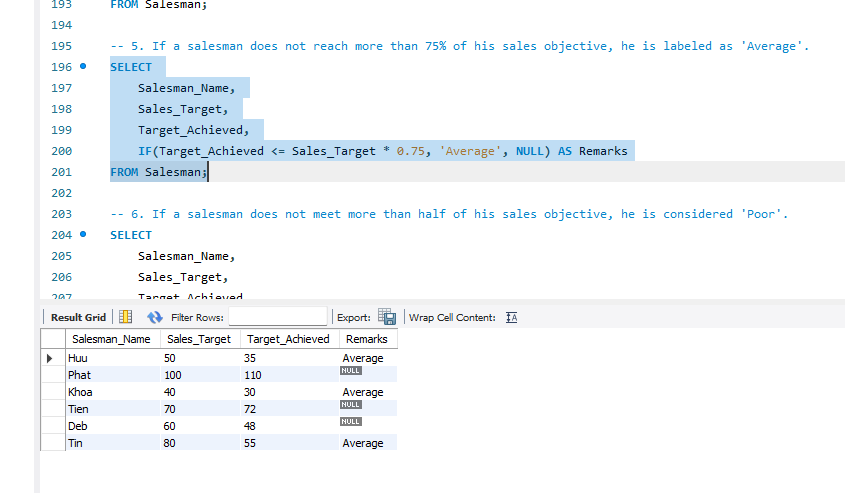 193 FROM Salesman;
194
195 -- 5. If a salesman does not reach more than 75% of his sales objective, he is labeled as 'Average'.
196 SELECT
197 Salesman_Name,
198 Sales_Target,
199 Target_Achieved,
200 IF(Target_Achieved <= Sales_Target * 0.75, 'Average', NULL) AS Remarks
201 FROM Salesman;
202
203 -- 6. If a salesman does not meet more than half of his sales objective, he is considered 'Poor'.
204 SELECT
205 Salesman_Name,
206 Sales_Target,
207 Target_Achieved
Result Grid Filter Rows: Export: Wrap Cell Content:
Salesman_Name Sales_Target Target_Achieved Remarks
Huu 50 35 Average
Phat 100 110 NULL
Khoa 40 30 Average
Tien 70 72 NULL
Deb 60 48 NULL
Tin 80 55 Average